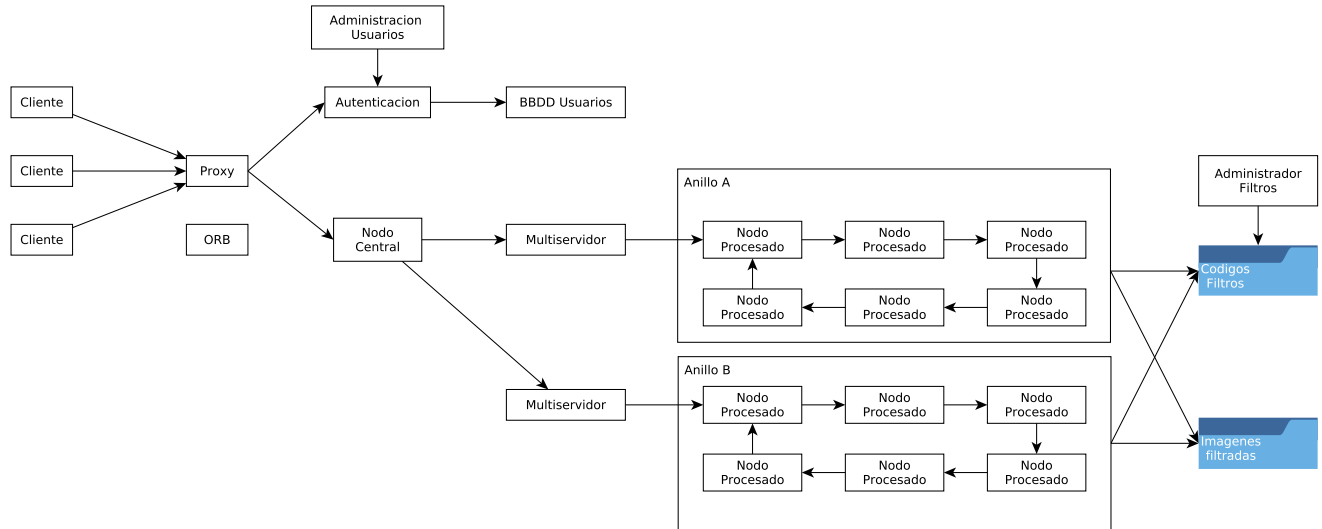 Administracion
Usuarios
Cliente
Autenticacion
BBDD Usuarios
Cliente
Proxy
Cliente
ORB
Nodo
Central
Multiservidor
Multiservidor
Anillo A
Nodo
Procesado
Nodo
Procesado
Nodo
Procesado
Nodo
Procesado
Nodo
Procesado
Nodo
Procesado
Anillo B
Nodo
Procesado
Nodo
Procesado
Nodo
Procesado
Nodo
Procesado
Nodo
Procesado
Nodo
Procesado
Administrador
Filtros
Codigos
Filtros
Imagenes
filtradas